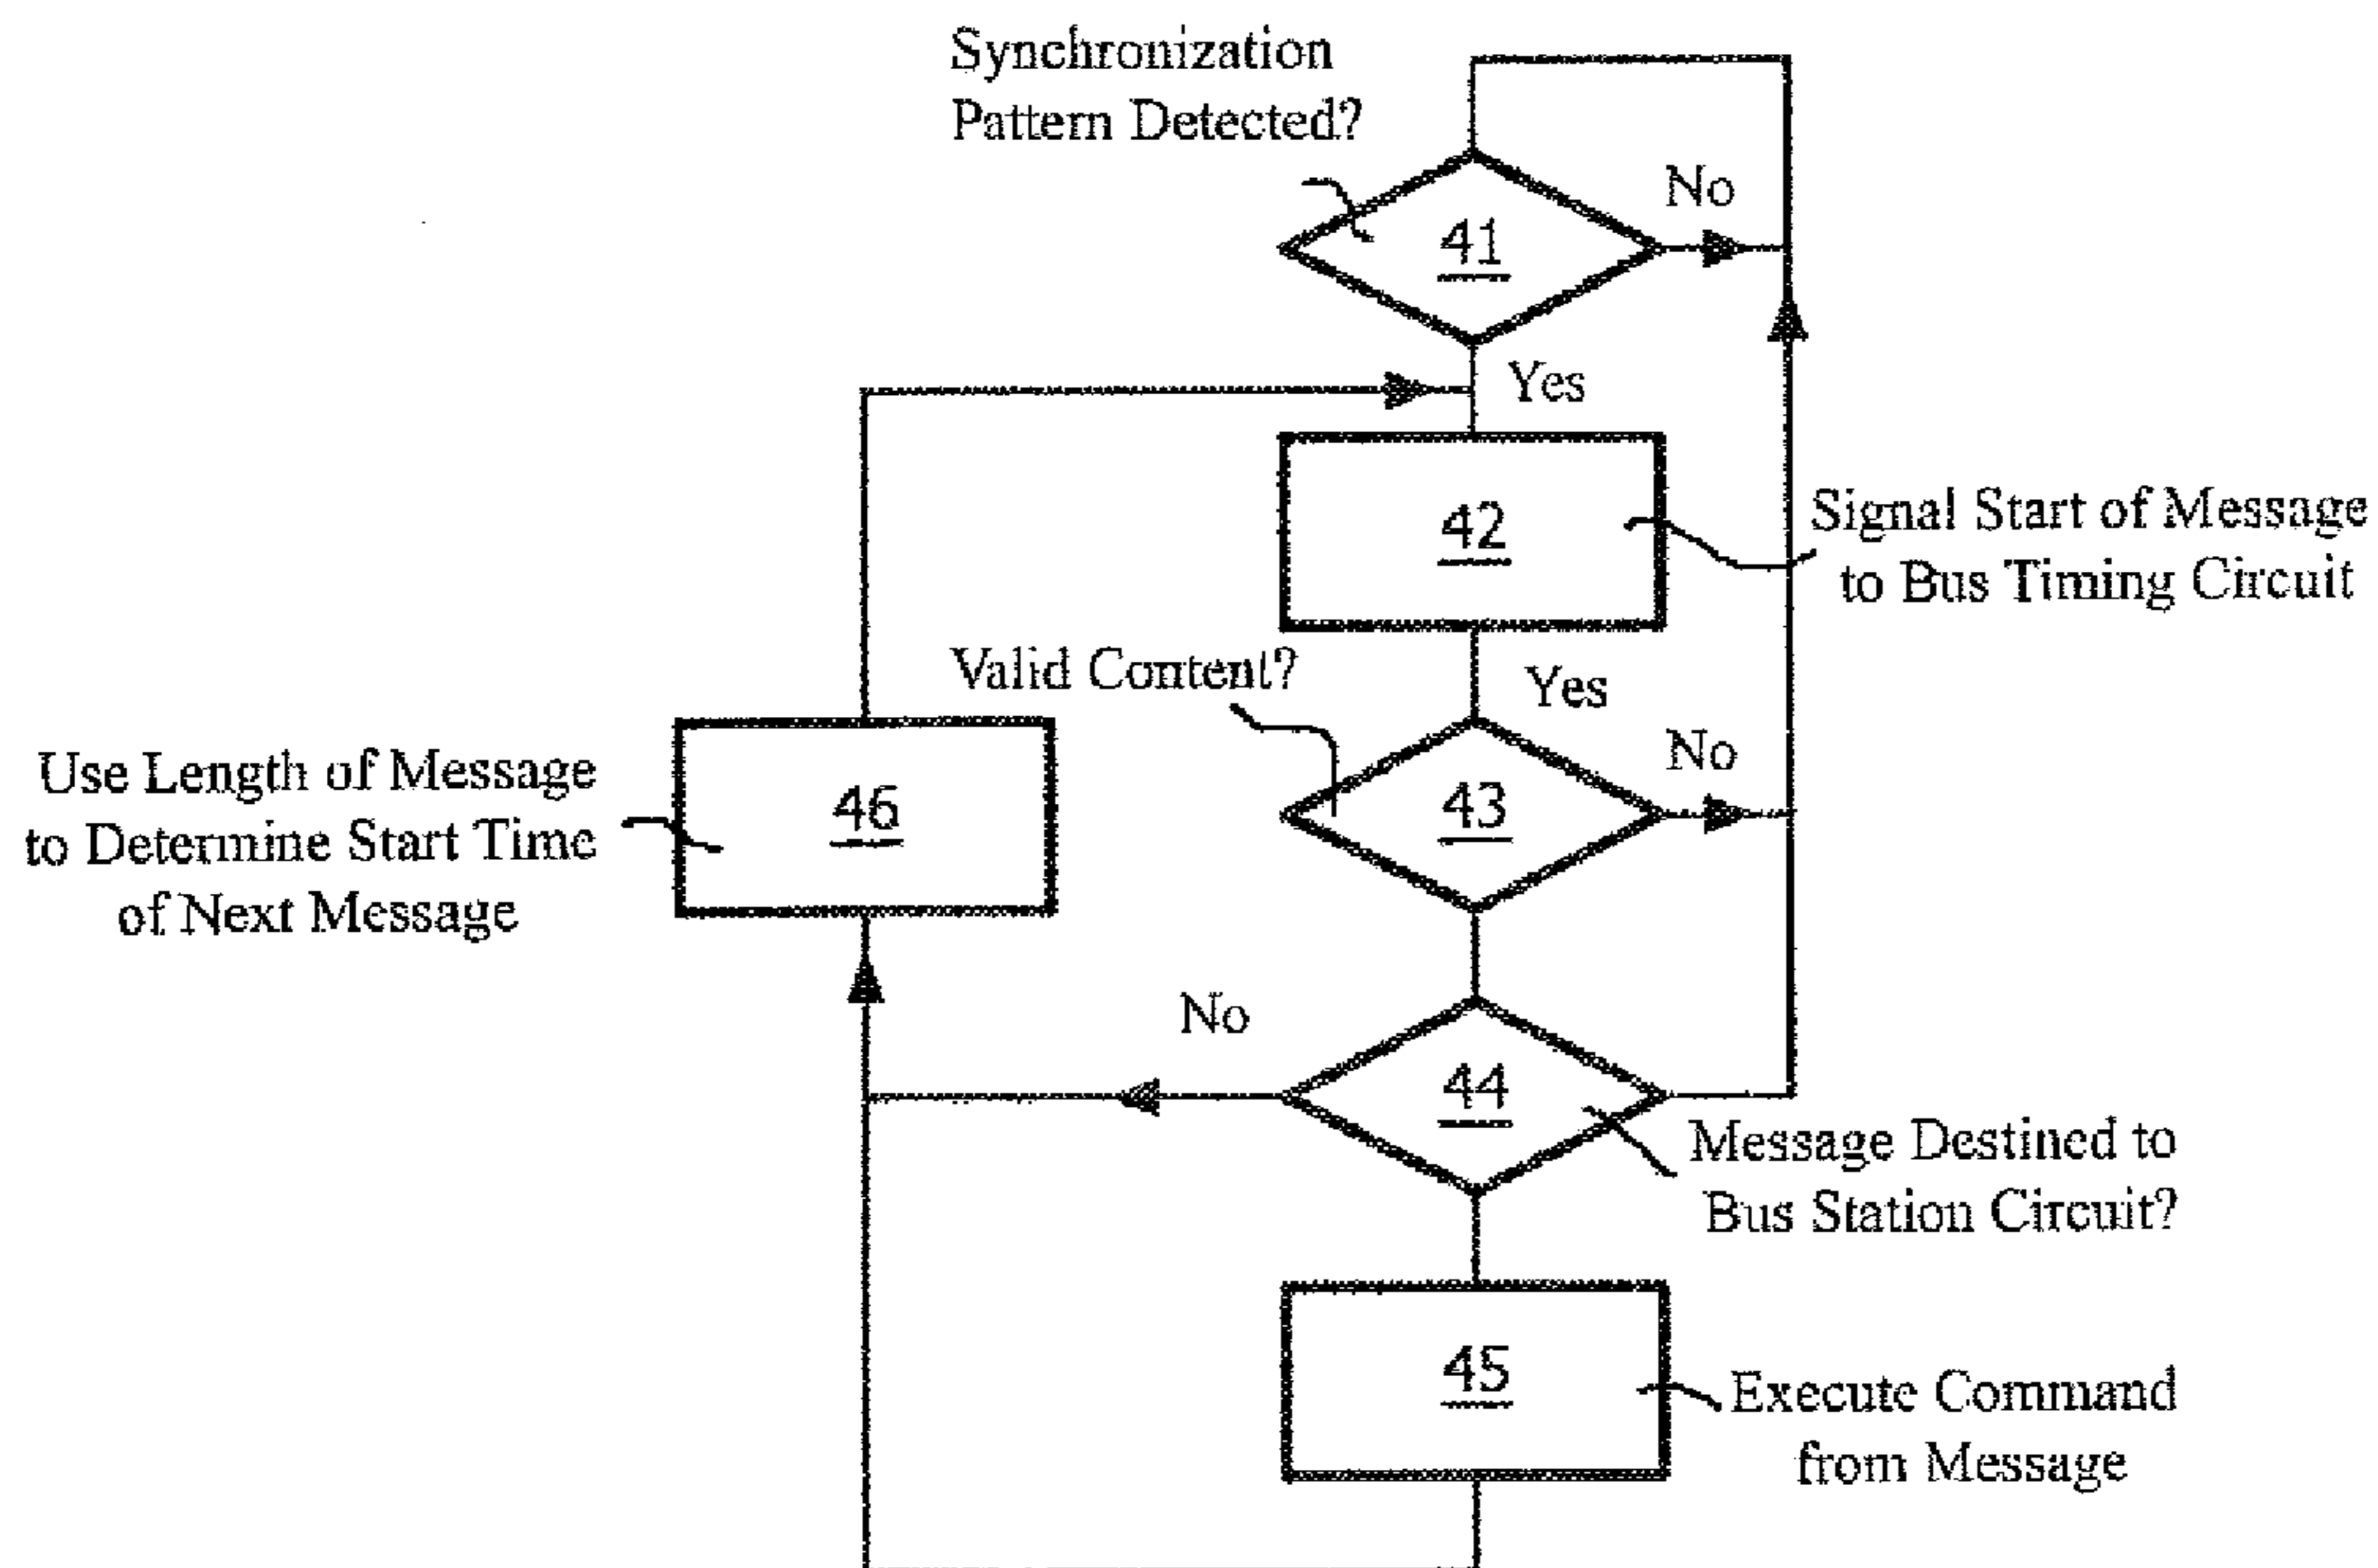 Synchronization
Pattern Detected?
No
41
Yes
42
Signal Start of Message
to Bus Timing Circuit
Valid Content?
Yes
No
43
Use Length of Message
to Determine Start Time
of Next Message
46
No
44
Message Destined to
Bus Station Circuit?
45
Execute Command
from Message